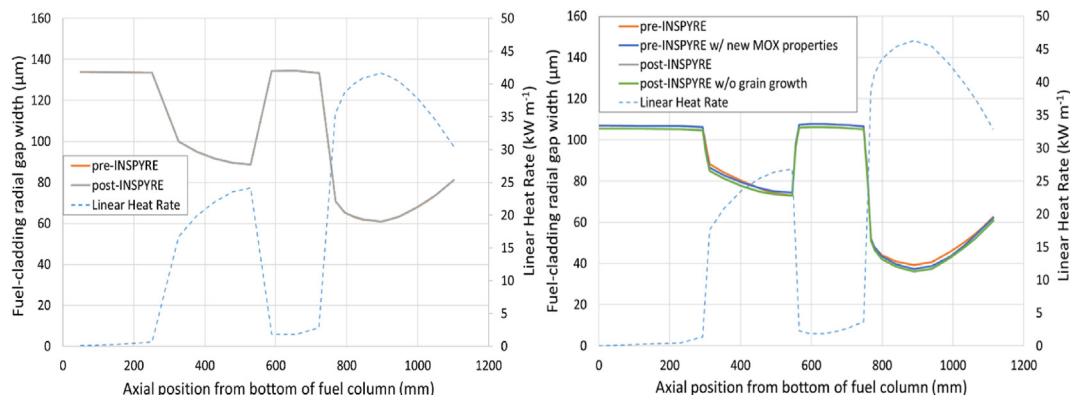 160
140
120
100
80
60
40
20
0
Fuel-cladding radial gap width (µm)
pre-INSPYRE
post-INSPYRE
Linear Heat Rate
50
45
40
35
30
25
20
15
10
5
0
Linear Heat Rate (kW m⁻¹)
0 200 400 600 800 1000 1200
Axial position from bottom of fuel column (mm)
160
140
120
100
80
60
40
20
0
Fuel-cladding radial gap width (µm)
pre-INSPYRE
pre-INSPYRE w/ new MOX properties
post-INSPYRE
post-INSPYRE w/o grain growth
Linear Heat Rate
50
45
40
35
30
25
20
15
10
5
0
Linear Heat Rate (kW m⁻¹)
0 200 400 600 800 1000 1200
Axial position from bottom of fuel column (mm)